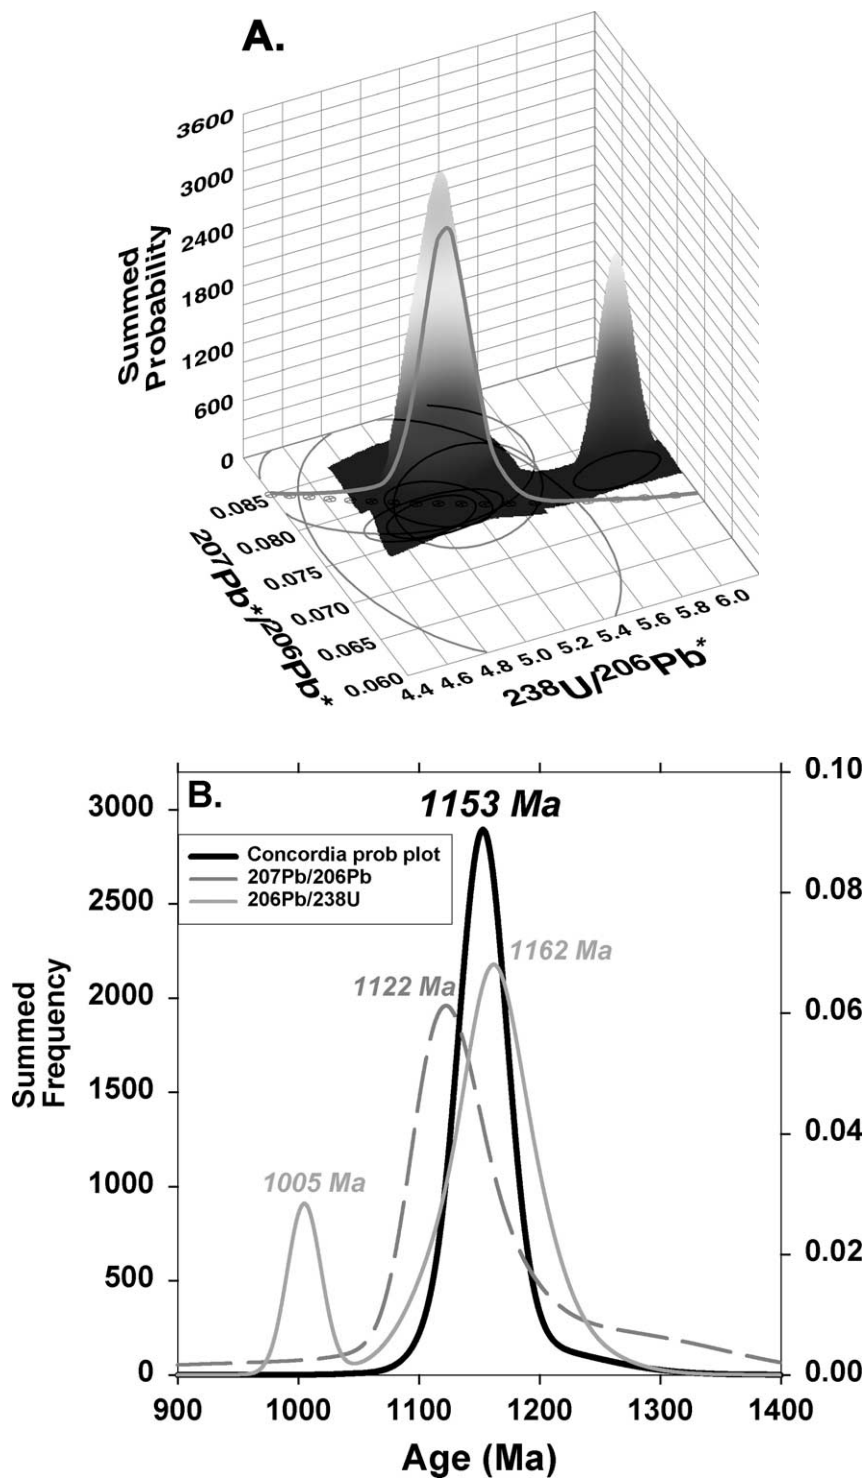 A.
3600
3000
2400
1800
1200
600
0
Summed
Probability
0.085
0.080
0.075
0.070
0.065
0.060
207Pb*/206Pb*
4.4
4.6
4.8
5.0
5.2
5.4
5.6
5.8
6.0
238U/206Pb*
B.
1153 Ma
Concordia prob plot
207Pb/206Pb
206Pb/238U
1162 Ma
1122 Ma
1005 Ma
3000
2500
2000
1500
1000
500
0
Summed
Frequency
0.10
0.08
0.06
0.04
0.02
0.00
900 1000 1100 1200 1300 1400
Age (Ma)